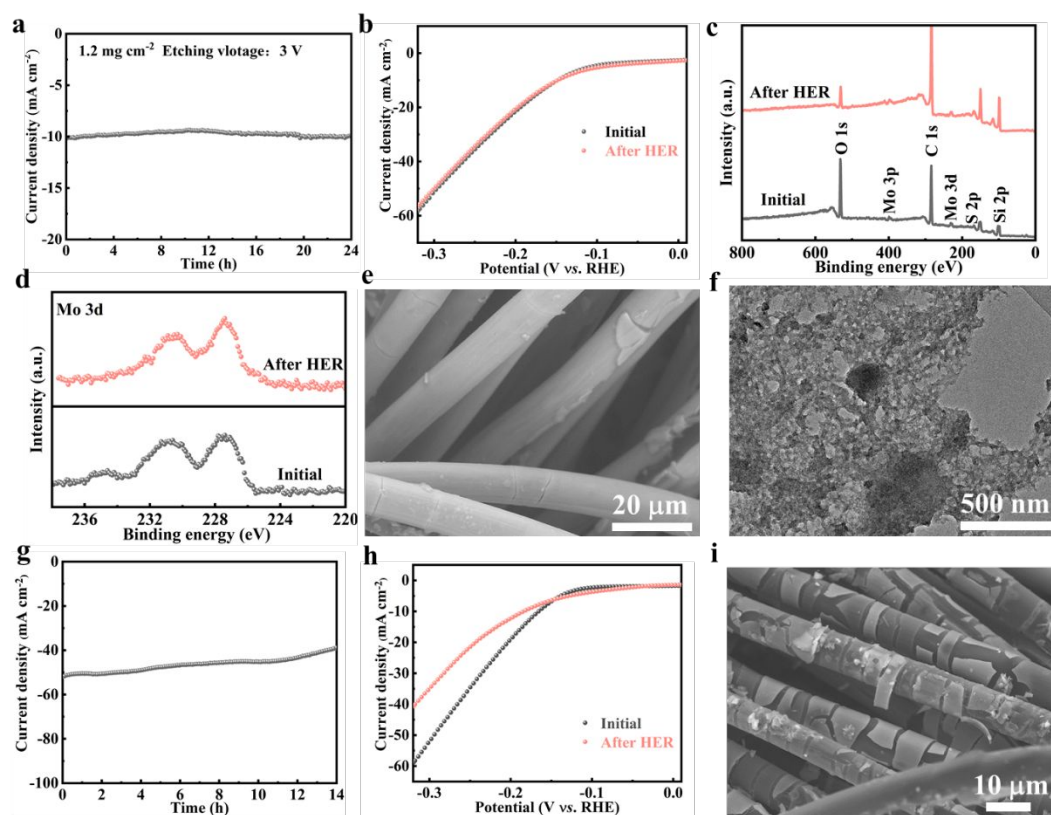 a
1.2 mg cm-2 Etching vlotage: 3 V
Current density (mA cm-2)
0
-5
-10
-15
-20
0 4 8 12 16 20 24
Time (h)
b
Current density (mA cm-2)
0
-20
-40
-60
Initial
After HER
-0.3 -0.2 -0.1 0.0
Potential (V vs. RHE)
c
Intensity (a.u.)
After HER
Initial
O 1s
Mo 3p
C 1s
Mo 3d
S 2p
Si 2p
800 600 400 200 0
Binding energy (eV)
d
Mo 3d
After HER
Initial
Intensity (a.u.)
236 232 228 224 220
Binding energy (eV)
e
20 μm
f
500 nm
g
Current density (mA cm-2)
0
-20
-40
-60
-80
-100
0 2 4 6 8 10 12 14
Time (h)
h
Current density (mA cm-2)
0
-10
-20
-30
-40
-50
-60
Initial
After HER
-0.3 -0.2 -0.1 0.0
Potential (V vs. RHE)
i
10 μm